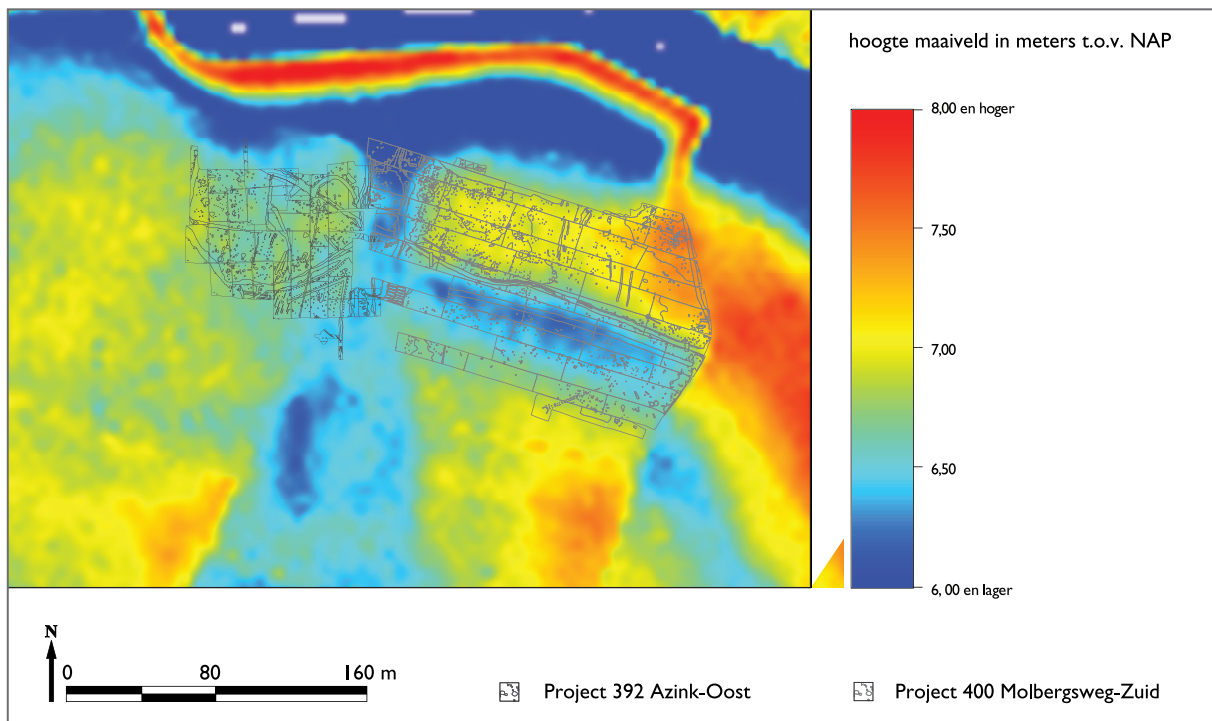 hoogte maaiveld in meters t.o.v. NAP
8,00 en hoger
7,50
7,00
6,50
6, 00 en lager
N
0 80 160 m
Project 392 Azink-Oost
Project 400 Molbergsweg-Zuid